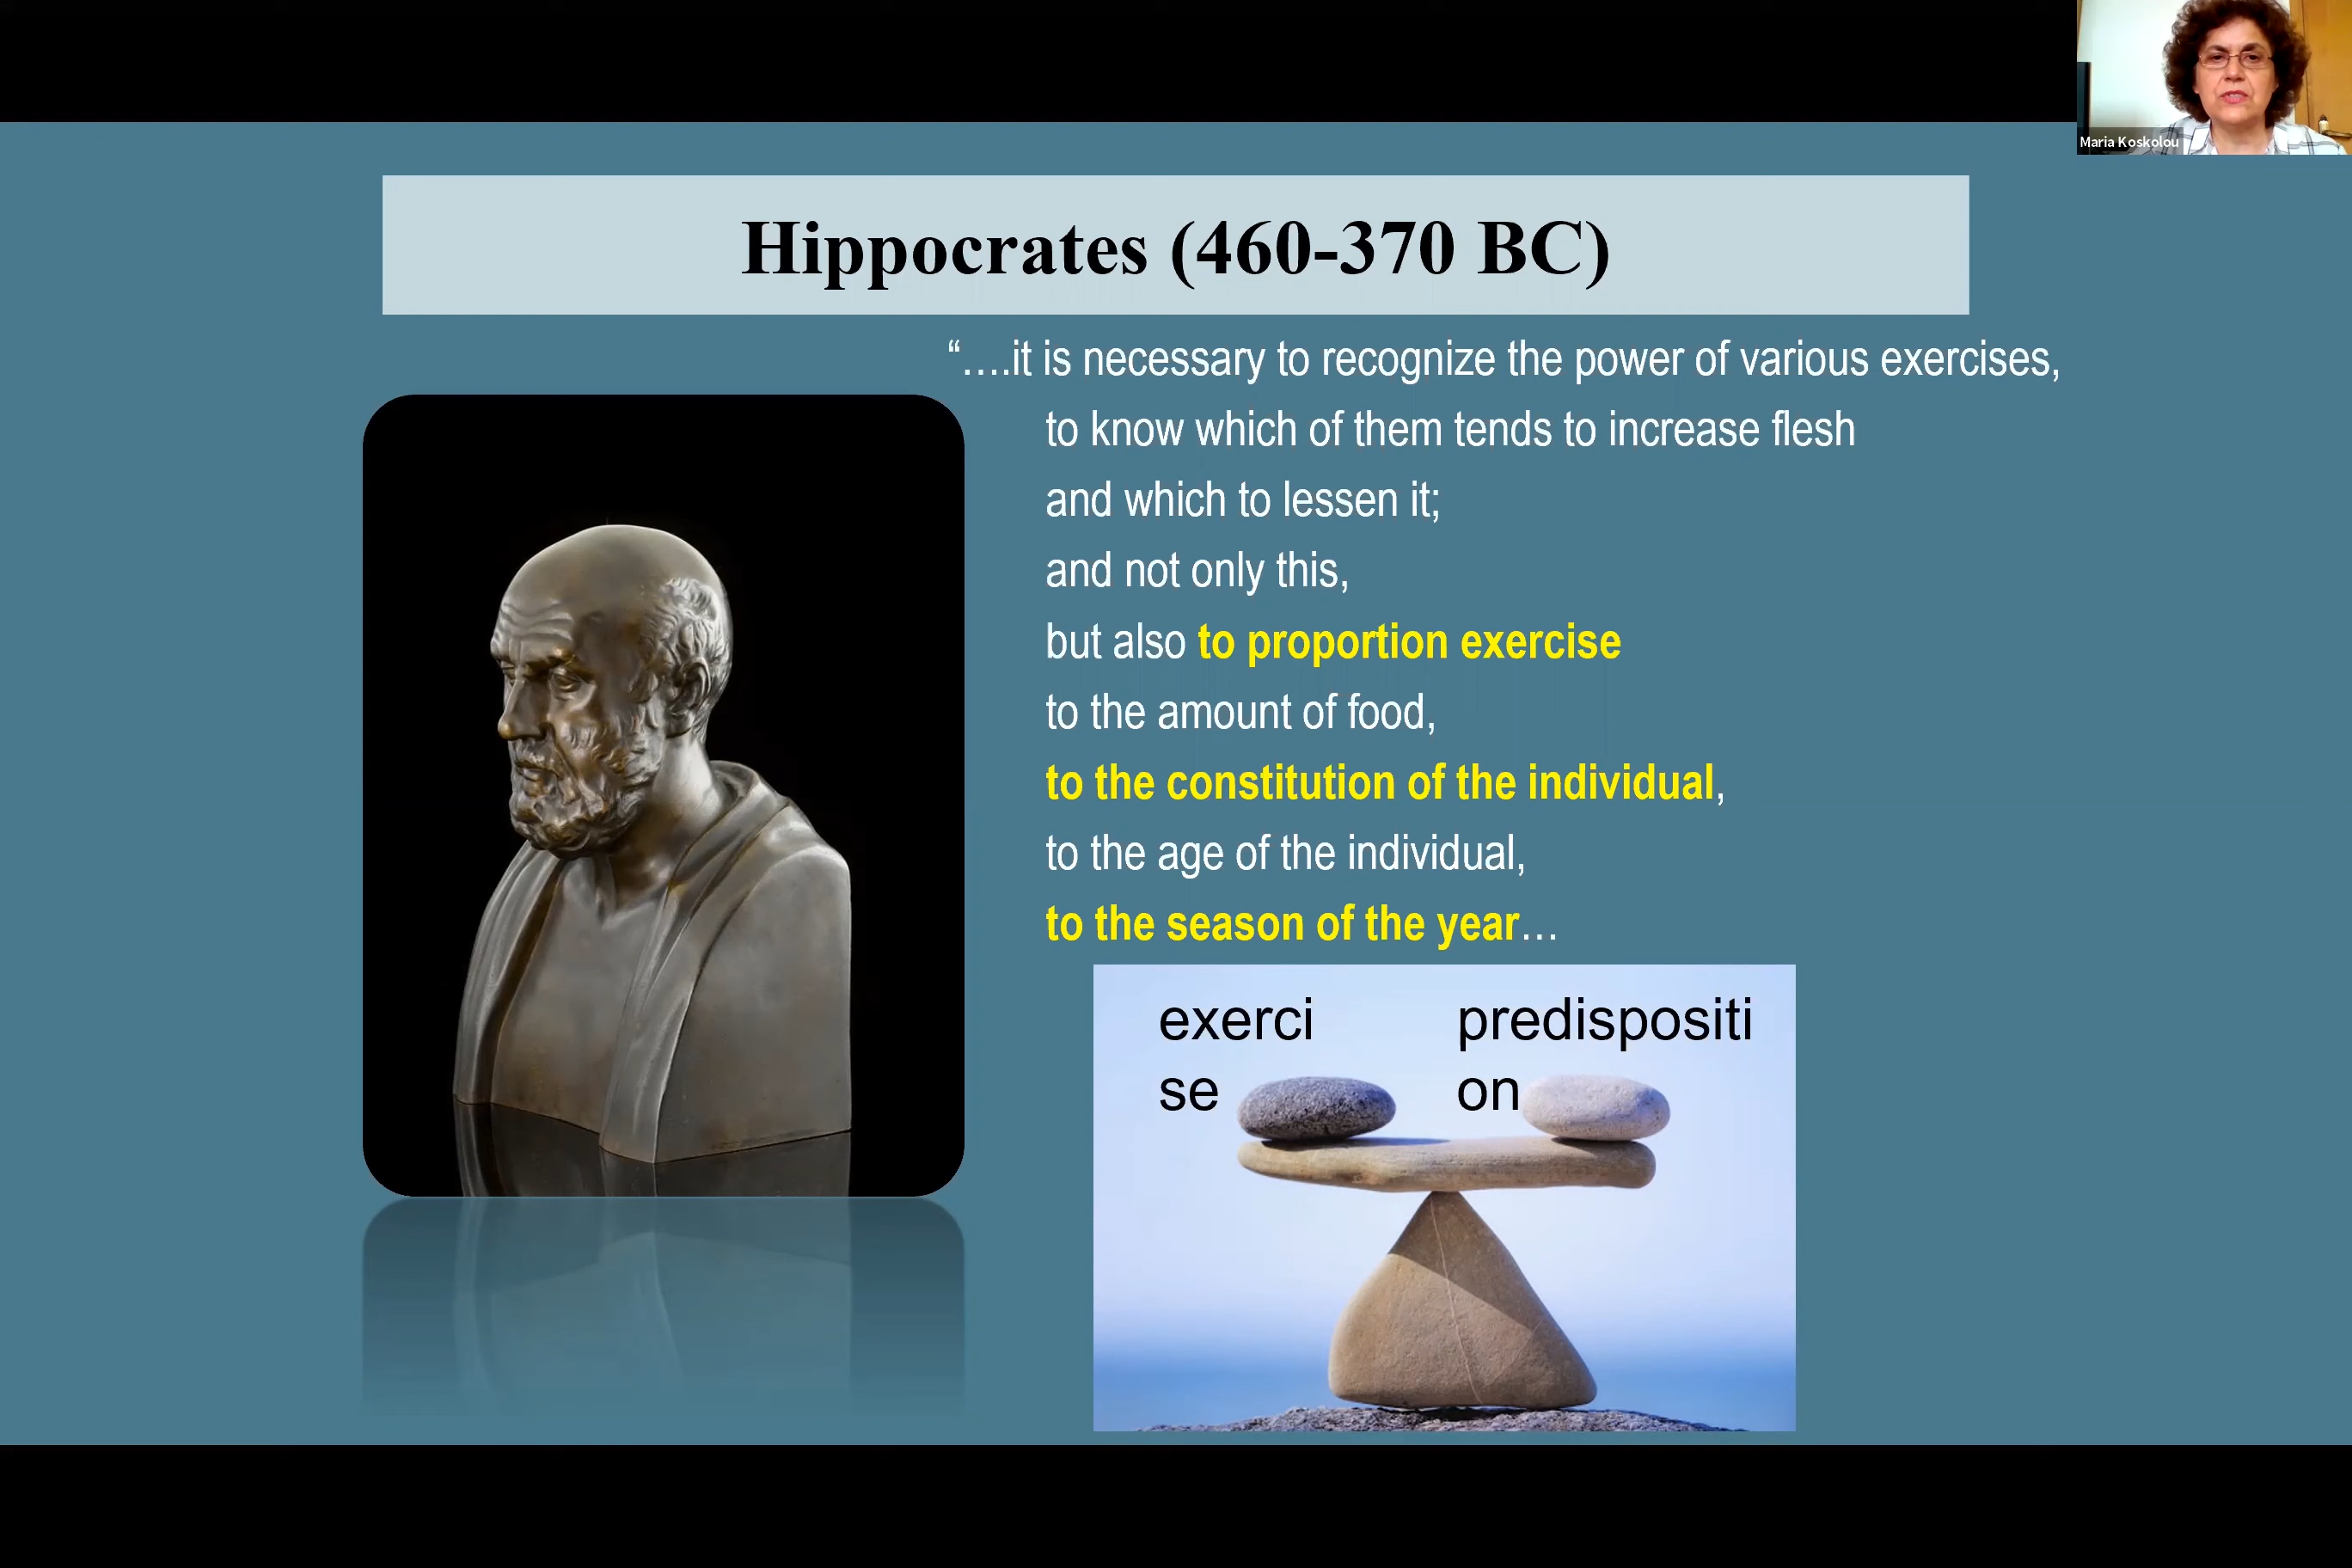 Maria Koskolou
Hippocrates (460-370 BC)
“….it is necessary to recognize the power of various exercises,
to know which of them tends to increase flesh
and which to lessen it;
and not only this,
but also to proportion exercise
to the amount of food,
to the constitution of the individual,
to the age of the individual,
to the season of the year…
exerci
se
predispositi
on